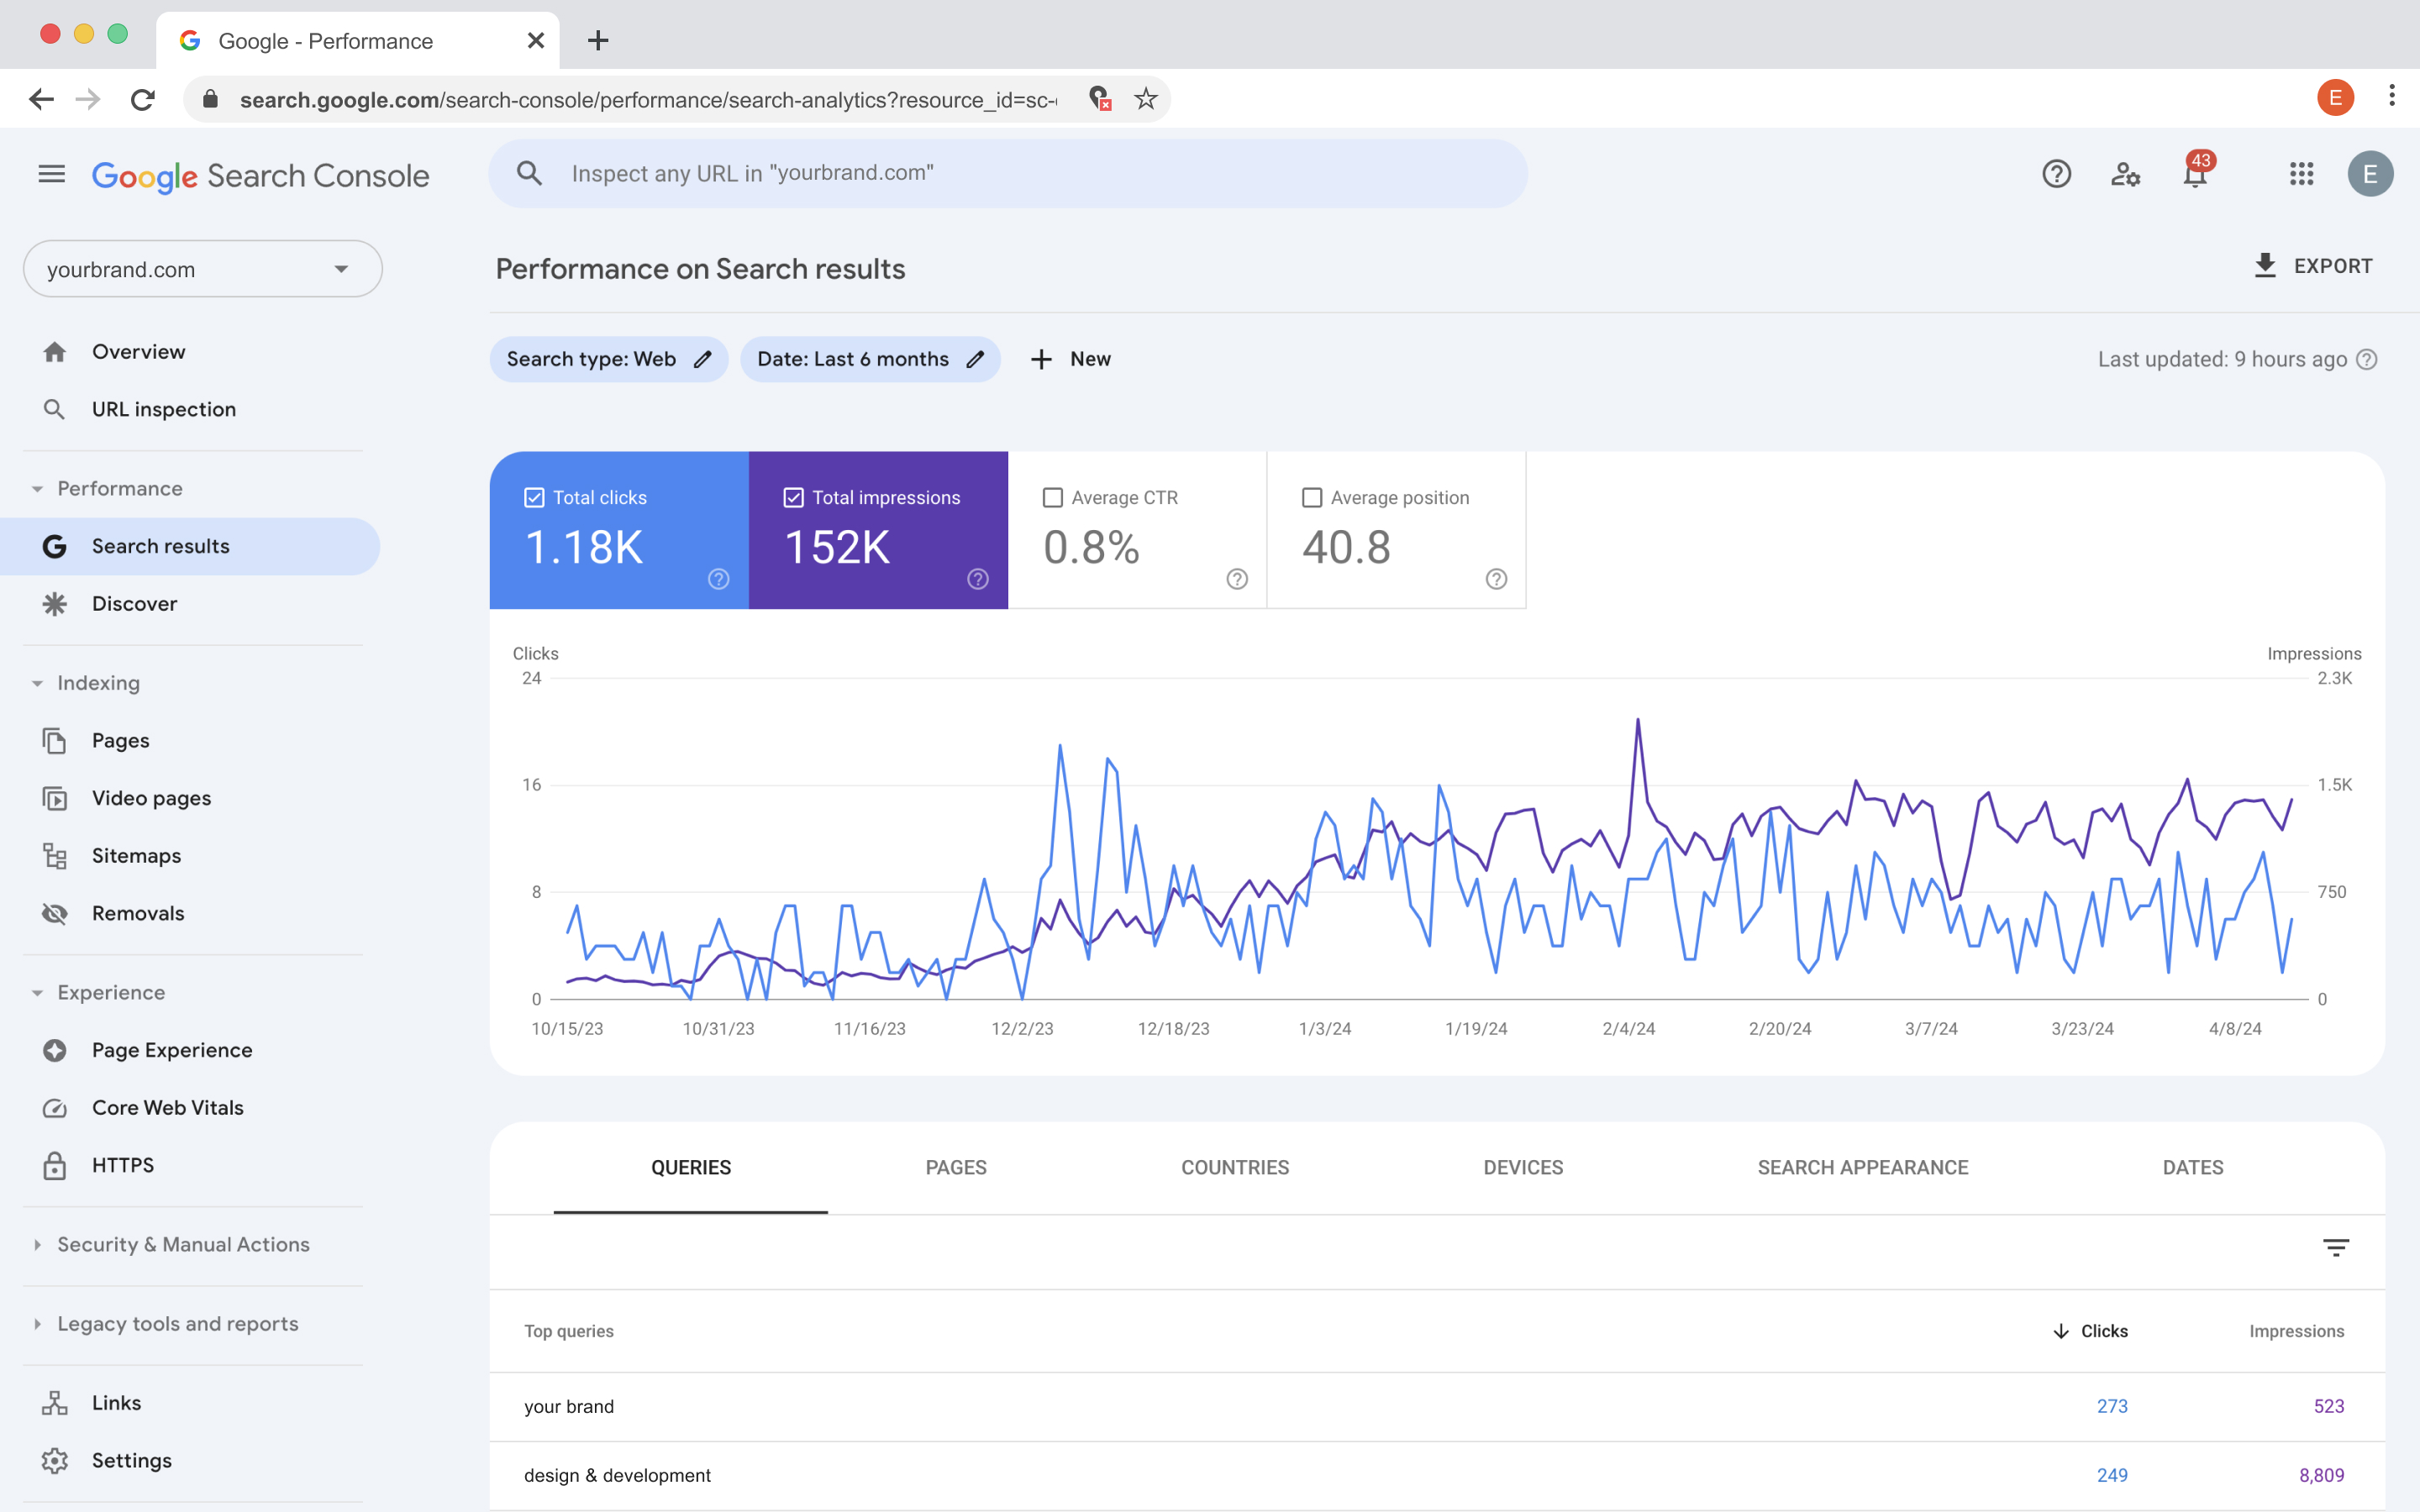 Google - Performance
search.google.com/search-console/performance/search-analytics?resource_id=sc-
E
Google Search Console
Inspect any URL in "yourbrand.com"
43
E
yourbrand.com
Performance on Search results
EXPORT
Overview
URL inspection
Performance
Search results
Discover
Indexing
Pages
Video pages
Sitemaps
Removals
Experience
Page Experience
Core Web Vitals
HTTPS
Security & Manual Actions
Legacy tools and reports
Links
Settings
Search type: Web
Date: Last 6 months
New
Last updated: 9 hours ago
Total clicks
1.18K
Total impressions
152K
Average CTR
0.8%
Average position
40.8
Clicks
Impressions
24
2.3K
16
1.5K
8
750
0
0
10/15/23 10/31/23 11/16/23 12/2/23 12/18/23 1/3/24 1/19/24 2/4/24 2/20/24 3/7/24 3/23/24 4/8/24
QUERIES PAGES COUNTRIES DEVICES SEARCH APPEARANCE DATES
Top queries Clicks Impressions
your brand 273 523
design & development 249 8,809